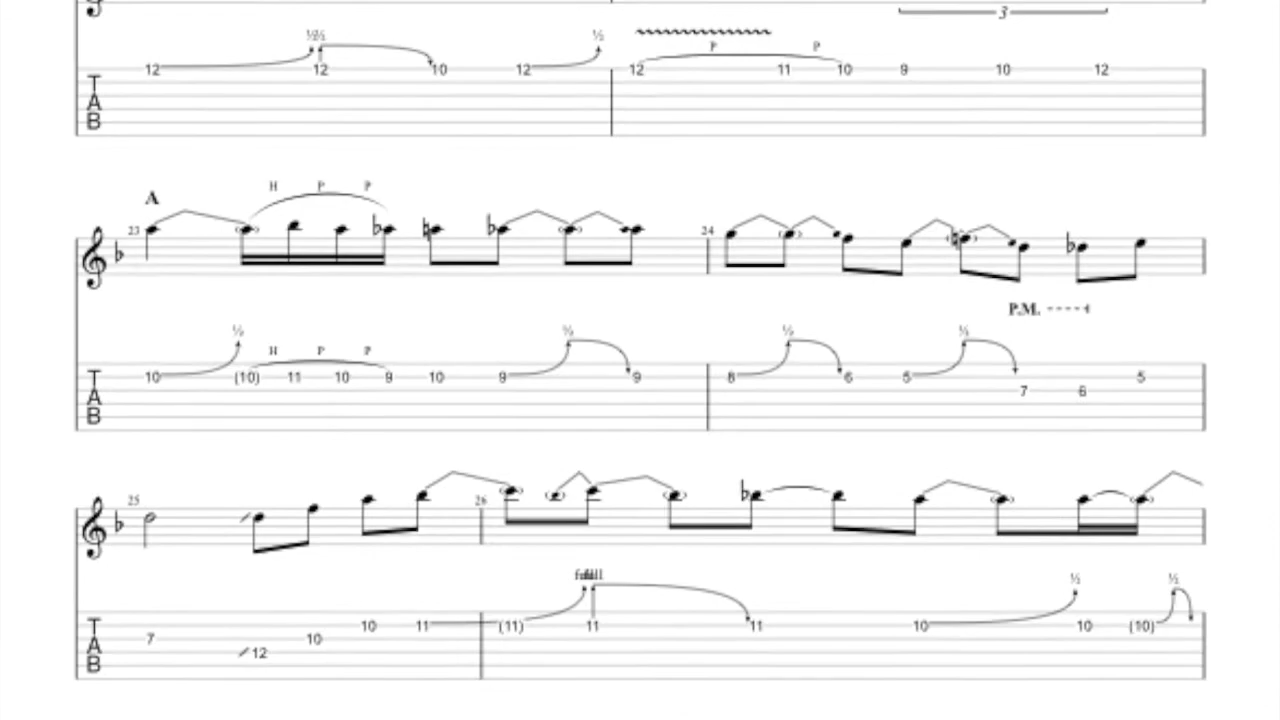 3
½ ½ ½ P P
12 12 10 12 12 11 10 9 10 12
T
A
B
A H P P
23 24
P.M.
½ H P P ½ ½ ½
10 (10) 11 10 9 10 9 9 8 6 5
T 7 6 5
A
B
25 26
full full ½ ½
10 11 (11) 11 11 10 10 (10)
T
7 10
A
12
B